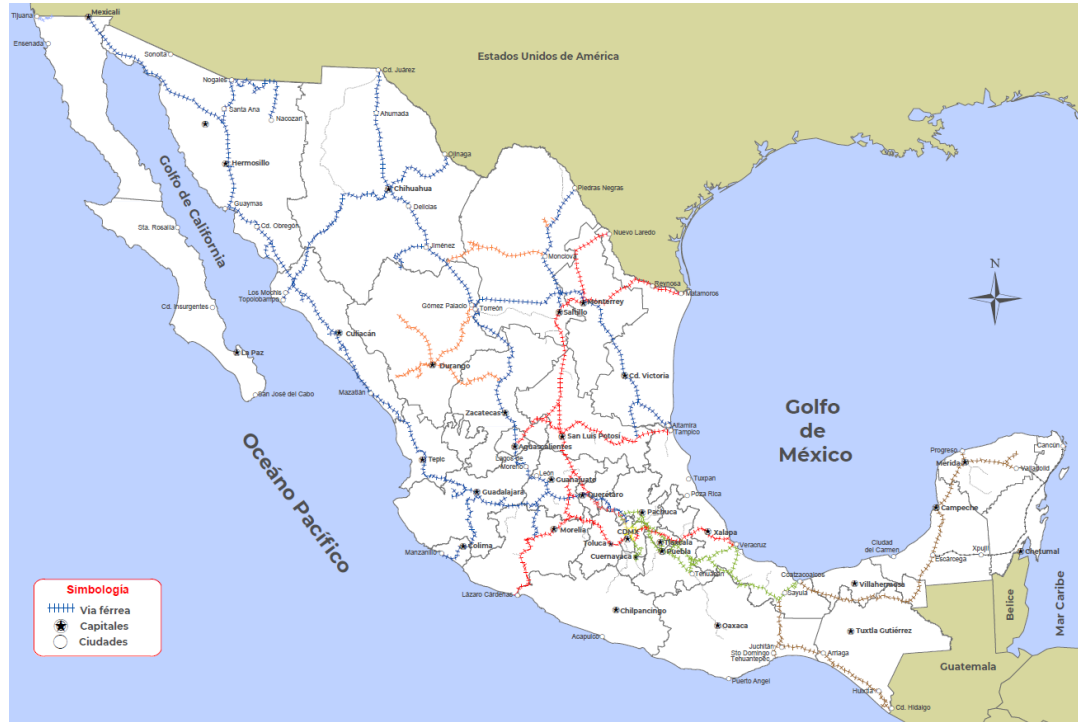 Mexicali
Tijuana
Ensenada
Sonoita
Nogales
Santa Ana
Nacozari
Hermosillo
Guaymas
Cd. Obregón
Golfo de California
Sta. Rosalía
Cd. Insurgentes
La Paz
San José del Cabo
Los Mochis
Topolobampo
Culiacán
Mazatlán
Estados Unidos de América
Cd. Juárez
Ahumada
Ojinaga
Chihuahua
Delicias
Jiménez
Piedras Negras
Nuevo Laredo
Monclova
Reynosa
Matamoros
Monterrey
Saltillo
Gómez Palacio
Torreón
Durango
Cd. Victoria
Zacatecas
San Luis Potosí
Altamira
Tampico
Aguascalientes
Lagos de
Moreno
León
Guanajuato
Tepic
Guadalajara
Querétaro
Tuxpan
Poza Rica
Pachuca
Colima
Manzanillo
Morelia
Toluca
CDMX
Tlaxcala
Puebla
Cuernavaca
Xalapa
Veracruz
Tehuacán
Lázaro Cárdenas
Chilpancingo
Acapulco
Oaxaca
Puerto Angel
Coatzacoalcos
Sayula
Juchitán
Sto Domingo
Tehuantepec
Arriaga
Villahermosa
Tuxtla Gutiérrez
Huixtla
Cd. Hidalgo
Ciudad
del Carmen
Escárcega
Xpujil
Chetumal
Campeche
Mérida
Progreso
Cancún
Valladolid
Golfo
de
México
Oceáno Pacífico
N
Belice
Mar Caribe
Guatemala
Simbología
Via férrea
Capitales
Ciudades